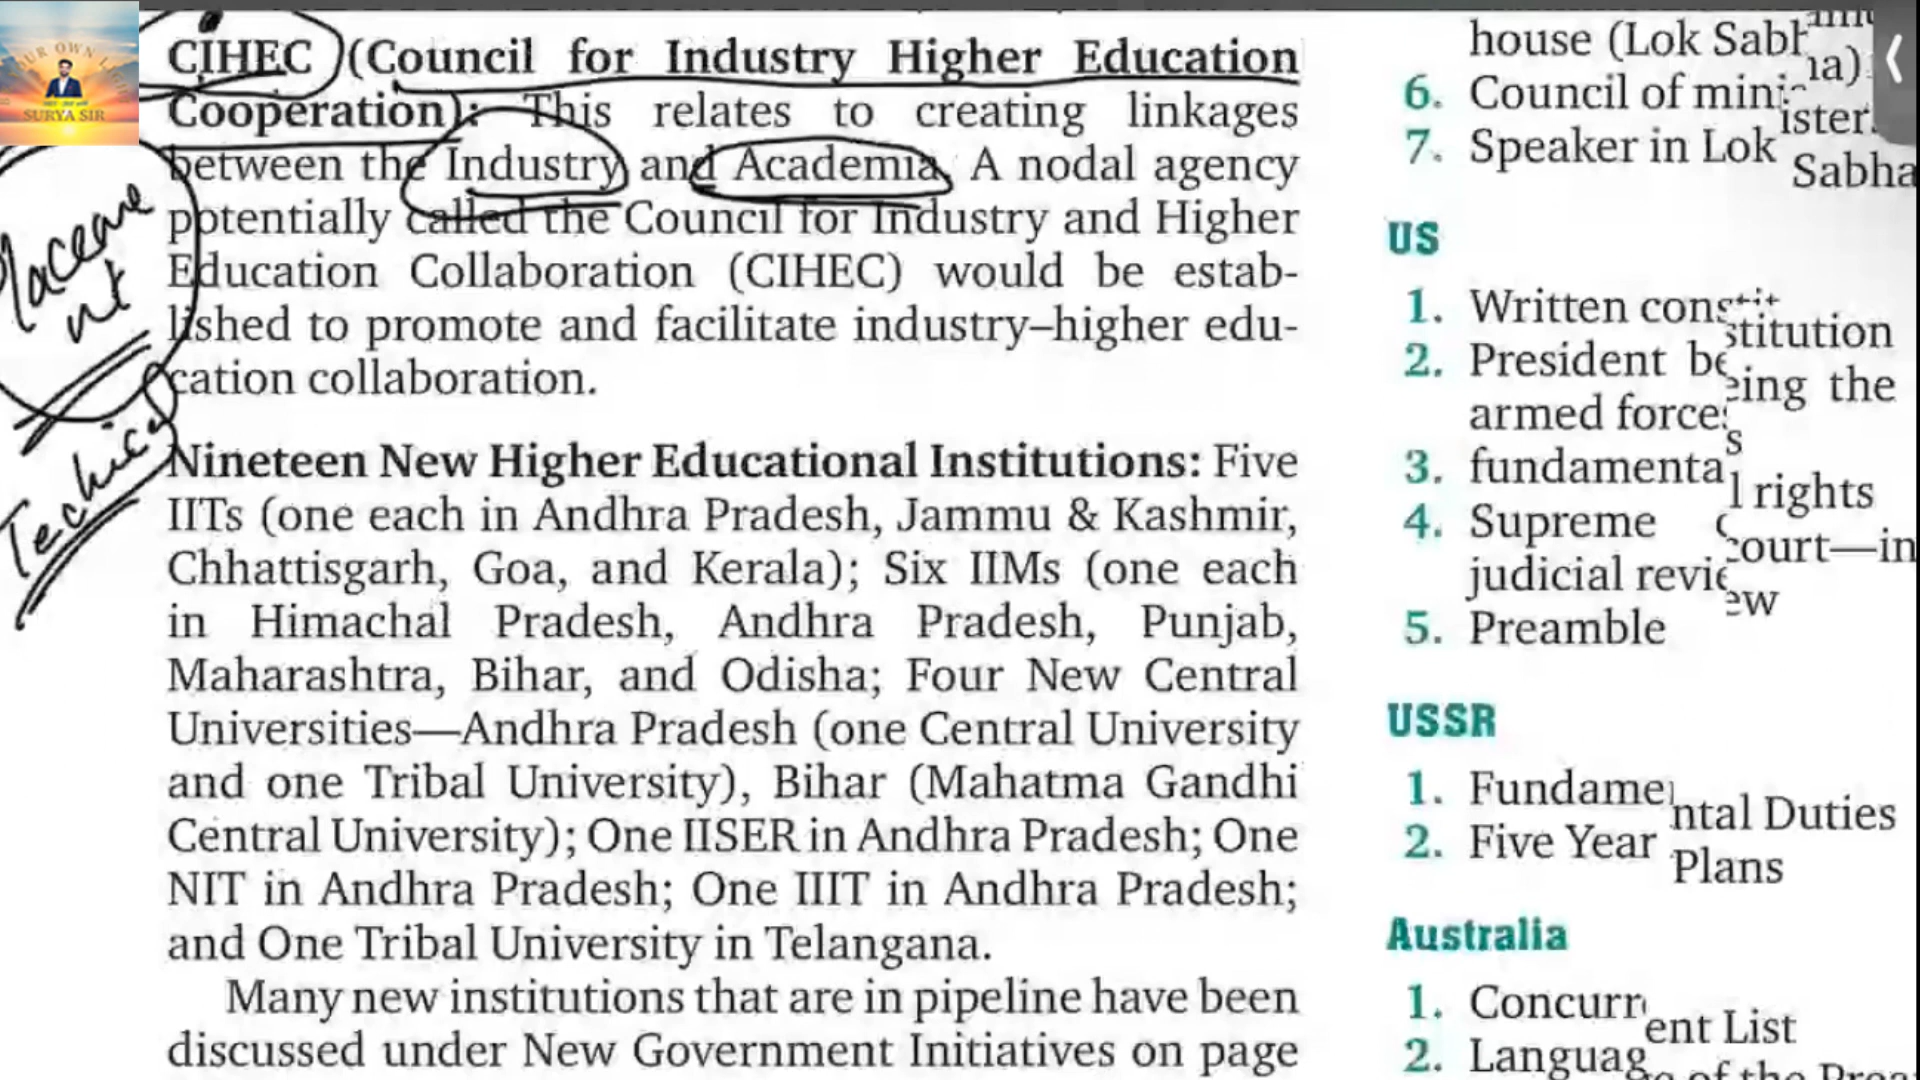 OUR OWN LIGHT
SURYA SIR
CIHEC (Council for Industry Higher Education
Cooperation): This relates to creating linkages
between the Industry and Academia. A nodal agency
potentially called the Council for Industry and Higher
Education Collaboration (CIHEC) would be estab-
lished to promote and facilitate industry–higher edu-
cation collaboration.
Nineteen New Higher Educational Institutions: Five
IITs (one each in Andhra Pradesh, Jammu & Kashmir,
Chhattisgarh, Goa, and Kerala); Six IIMs (one each
in Himachal Pradesh, Andhra Pradesh, Punjab,
Maharashtra, Bihar, and Odisha; Four New Central
Universities—Andhra Pradesh (one Central University
and one Tribal University), Bihar (Mahatma Gandhi
Central University); One IISER in Andhra Pradesh; One
NIT in Andhra Pradesh; One IIIT in Andhra Pradesh;
and One Tribal University in Telangana.
Many new institutions that are in pipeline have been
discussed under New Government Initiatives on page
house (Lok Sabha)
6. Council of minister
7. Speaker in Lok Sabha
US
1. Written constitution
2. President being the
armed forces
3. fundamental rights
4. Supreme court—in
judicial review
5. Preamble
USSR
1. Fundamental Duties
2. Five Year Plans
Australia
1. Concurrent List
2. Language of the